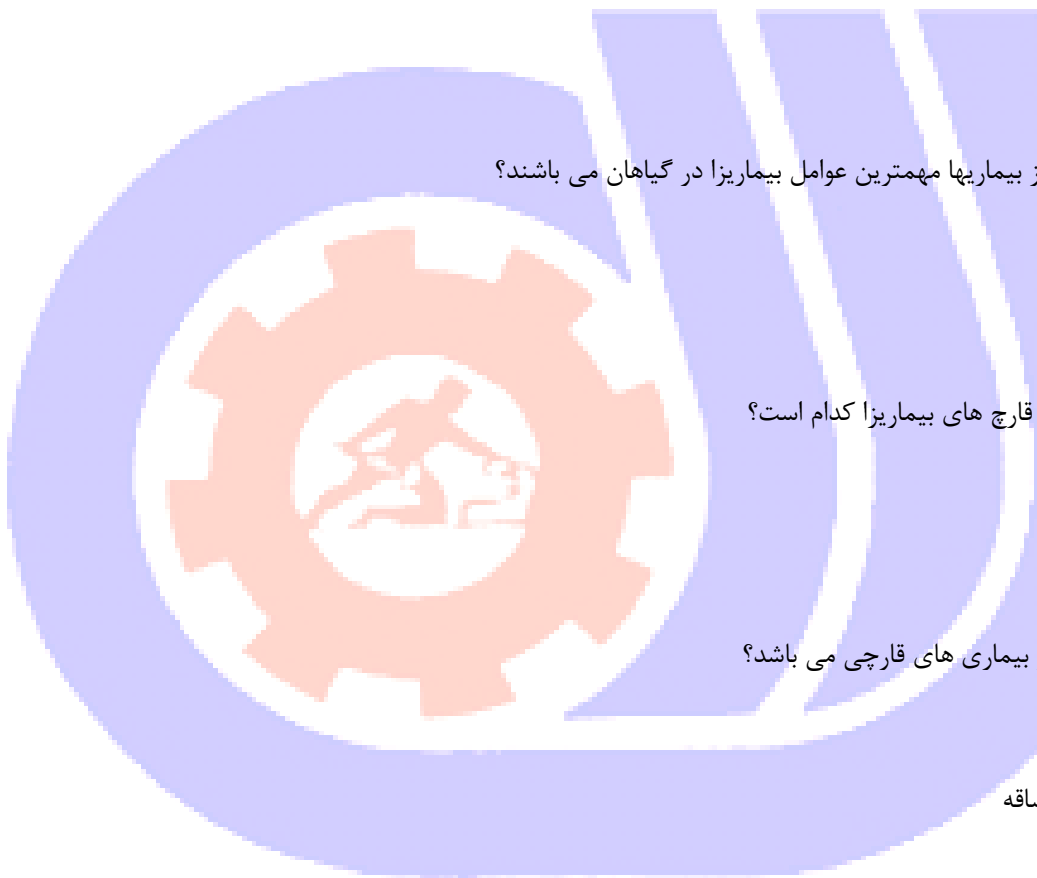 ز بیماریها مهمترین عوامل بیماریزا در گیاهان می باشند؟
قارچ های بیماریزا کدام است؟
بیماری های قارچی می باشد؟
ساقه